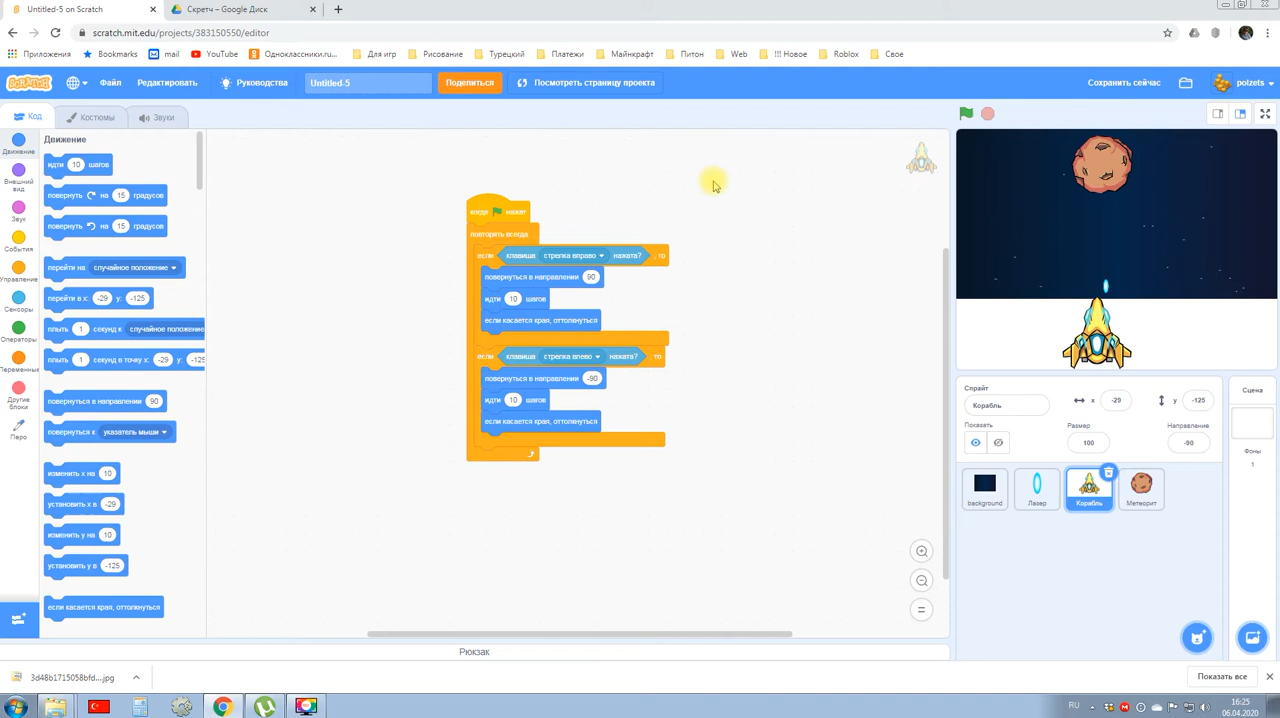 Untitled-5 on Scratch
Скретч – Google Диск
scratch.mit.edu/projects/383150550/editor
Приложения Bookmarks mail YouTube Одноклассники.ru... Для игр Рисование Турецкий Платежи Майнкрафт Питон Web !!! Новое Roblox Свое
SCRATCH Файл Редактировать Руководства Untitled-5 Поделиться Посмотреть страницу проекта Сохранить сейчас polzets
Код Костюмы Звуки
Движение
Внешний вид
Звук
События
Управление
Сенсоры
Операторы
Переменные
Другие блоки
Перо
Движение
идти 10 шагов
повернуть на 15 градусов
повернуть на 15 градусов
перейти на случайное положение
перейти в x: -29 y: -125
плыть 1 секунд к случайное положение
плыть 1 секунд в точку x: -29 y: -125
повернуться в направлении 90
повернуться к указатель мыши
изменить x на 10
установить x в -29
изменить y на 10
установить y в -125
если касается края, оттолкнуться
когда нажат
повторять всегда
если клавиша стрелка вправо нажата? , то
повернуться в направлении 90
идти 10 шагов
если касается края, оттолкнуться
если клавиша стрелка влево нажата? , то
повернуться в направлении -90
идти 10 шагов
если касается края, оттолкнуться
Спрайт
Корабль
x -29 y -125
Показать Размер Направление
100 -90
background Лазер Корабль Метеорит
Сцена
Фоны
1
Рюкзак
3d48b1715058bfd....jpg
Показать все
RU
16:25
06.04.2020